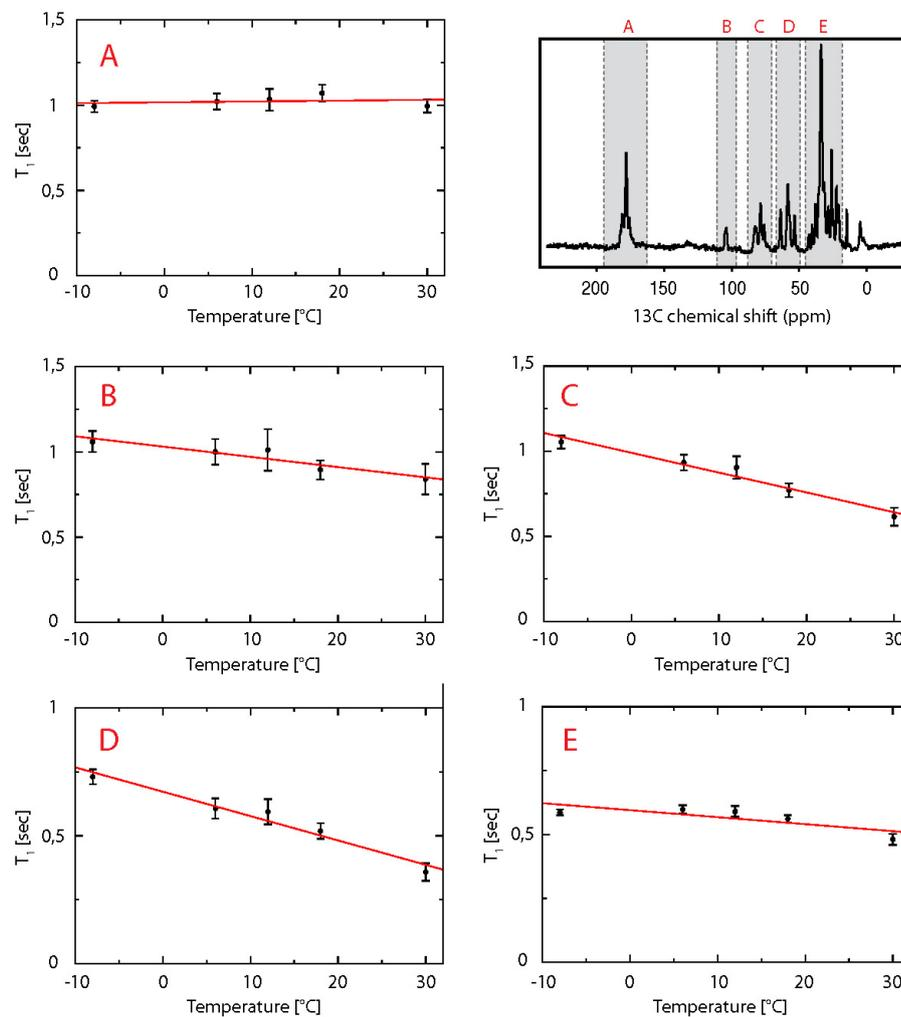 A
1,5
1
0,5
0
T1 [sec]
-10 0 10 20 30
Temperature [°C]
A B C D E
200 150 100 50 0
13C chemical shift (ppm)
B
1,5
1
0,5
0
T1 [sec]
-10 0 10 20 30
Temperature [°C]
C
1,5
1
0,5
0
T1 [sec]
-10 0 10 20 30
Temperature [°C]
D
1
0,5
0
T1 [sec]
-10 0 10 20 30
Temperature [°C]
E
1
0,5
0
T1 [sec]
-10 0 10 20 30
Temperature [°C]